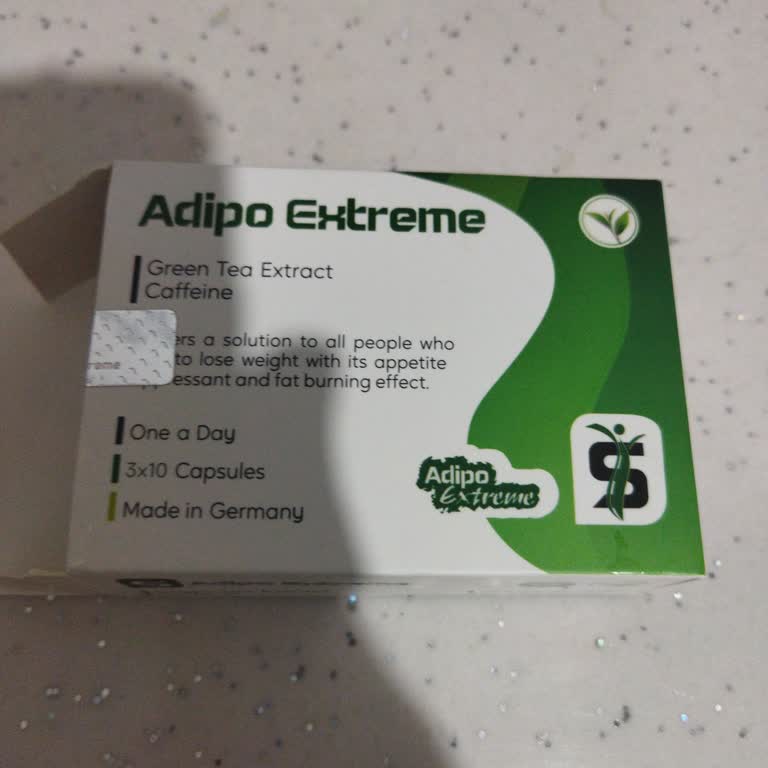 Adipo Extreme
Green Tea Extract
Caffeine
ers a solution to all people who
to lose weight with its appetite
essant and fat burning effect.
One a Day
3x10 Capsules
Made in Germany
Adipo
Extreme